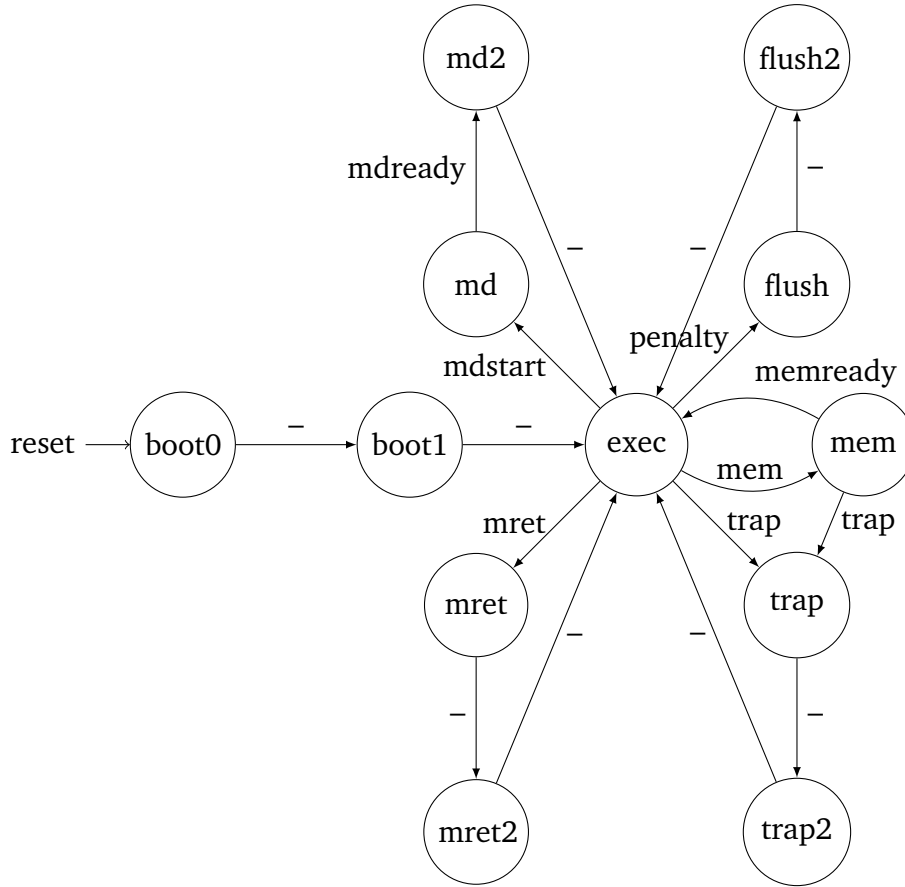 md2
flush2
mdready
–
–
–
md
flush
penalty
mdstart
memready
reset
boot0
–
boot1
–
exec
mem
mem
mret
trap
trap
mret
trap
–
–
–
–
mret2
trap2